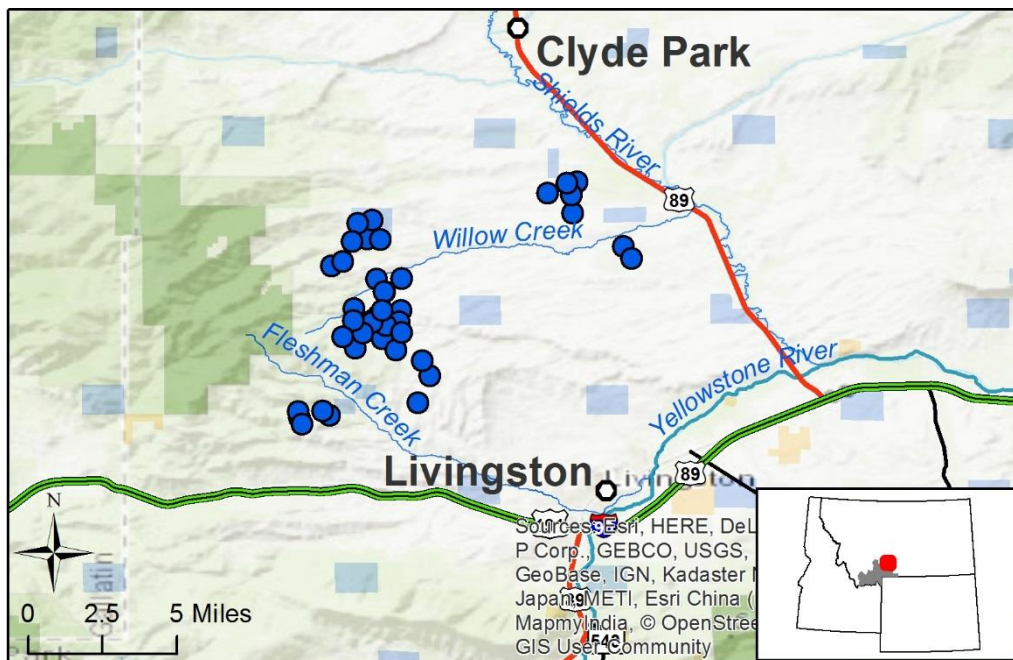 Clyde Park
Shields River
89
Willow Creek
Fleshman Creek
Yellowstone River
Livingston
Livingston
89
N
Gallatin
Sources: Esri, HERE, DeL
P Corp., GEBCO, USGS,
GeoBase, IGN, Kadaster N
Japan, METI, Esri China (
MapmyIndia, © OpenStree
GIS User Community
89
0 2.5 5 Miles
Park